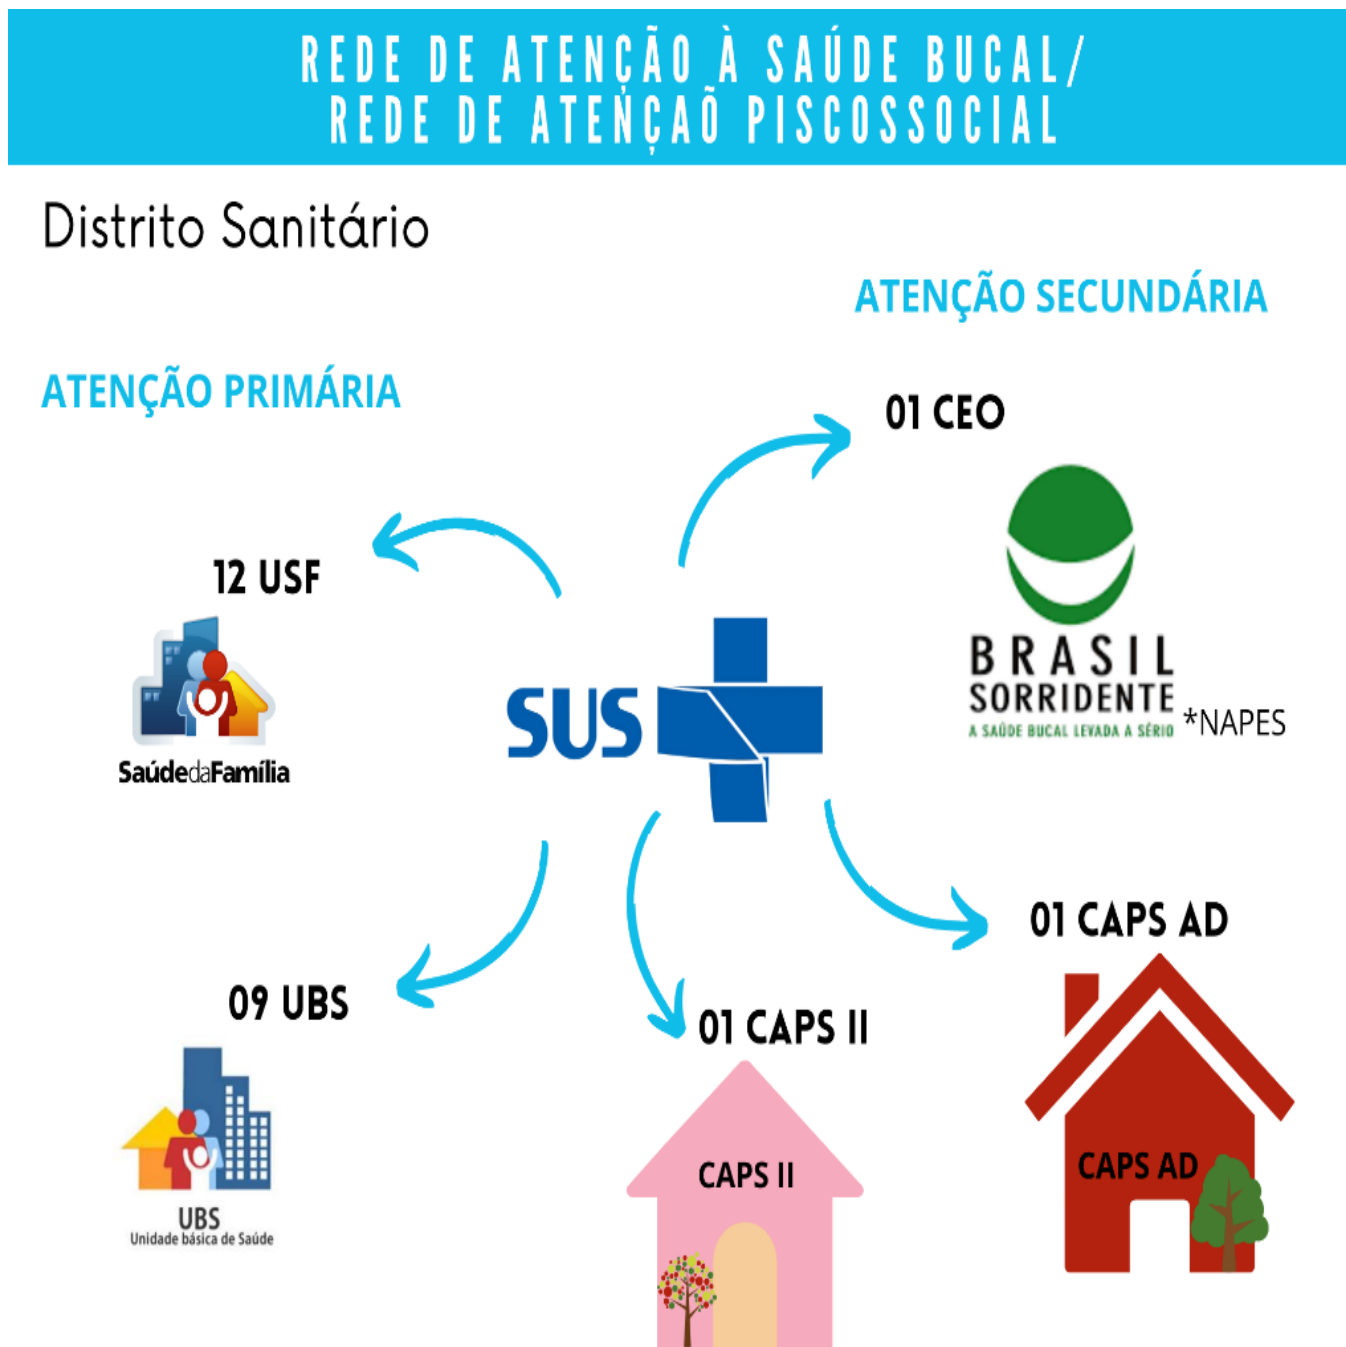 REDE DE ATENÇÃO À SAÚDE BUCAL/
REDE DE ATENÇAÕ PISCOSSOCIAL
Distrito Sanitário
ATENÇÃO SECUNDÁRIA
ATENÇÃO PRIMÁRIA
01 CEO
12 USF
BRASIL
SORRIDENTE
A SAÚDE BUCAL LEVADA A SÉRIO
*NAPES
SUS
SaúdedaFamília
01 CAPS AD
09 UBS
01 CAPS II
CAPS AD
CAPS II
UBS
Unidade básica de Saúde